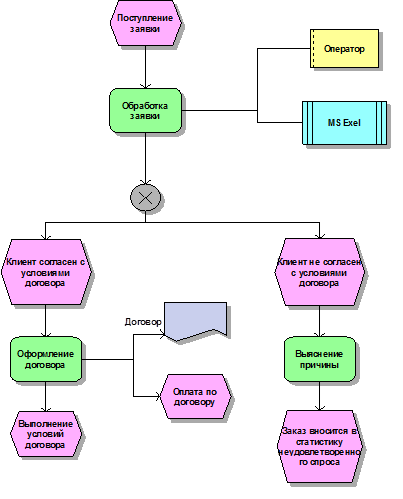 Поступление
заявки
Оператор
Обработка
заявки
MS Exel
Клиент согласен с
условиями
договора
Клиент не согласен
с условиями
договора
Договор
Оформление
договора
Выяснение
причины
Оплата по
договору
Выполнение
условий
договора
Заказ вносится в
статистику
неудовлетворенно
го спроса